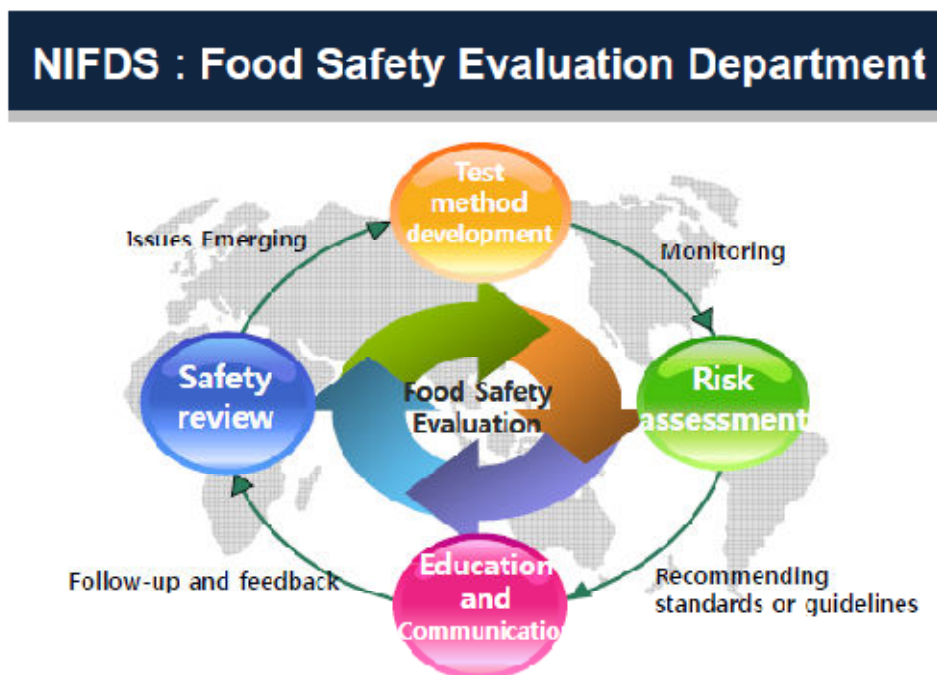 NIFDS : Food Safety Evaluation Department
Test
method
development
Issues Emerging
Monitoring
Safety
review
Food Safety
Evaluation
Risk
assessment
Follow-up and feedback
Education
and
Communicatio
Recommending
standards or guidelines